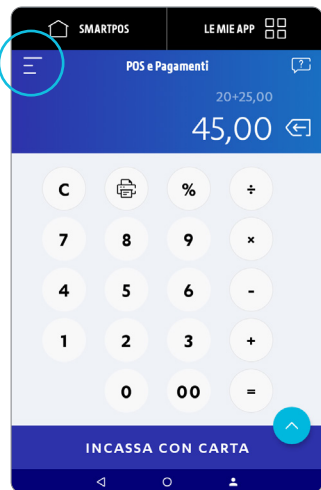 SMARTPOS LE MIE APP
POS e Pagamenti ?
20+25,00
45,00
C % ÷
7 8 9 ×
4 5 6 -
1 2 3 +
0 00 =
INCASSA CON CARTA